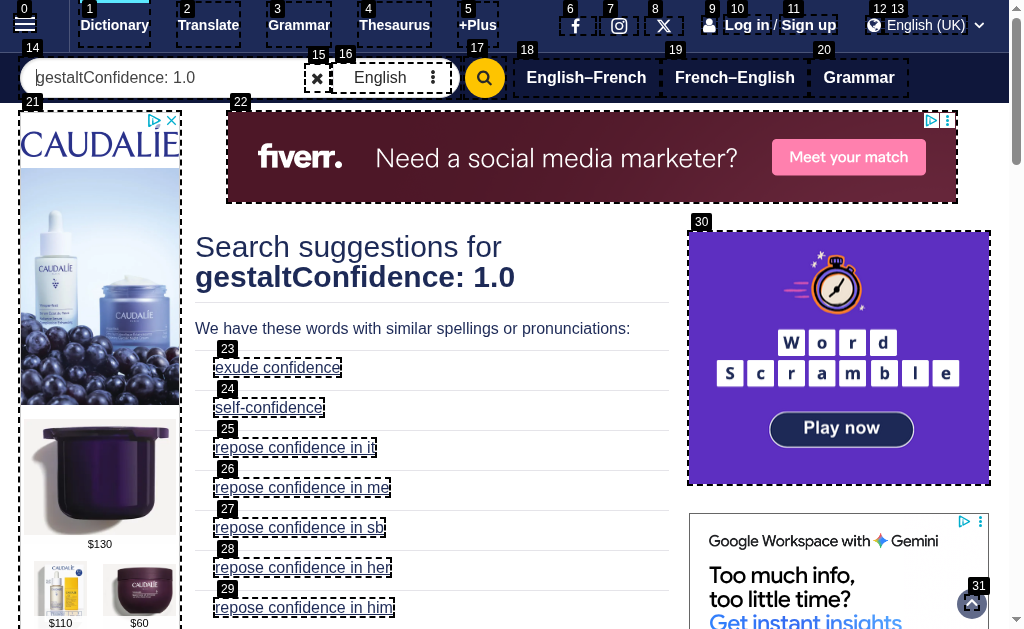 0
1
2
3
4
5
6
7
8
9
10
11
12
13
Dictionary
Translate
Grammar
Thesaurus
+Plus
Log in / Sign up
English (UK)
14
15
16
17
18
19
20
gestaltConfidence: 1.0
English
English–French
French–English
Grammar
21
22
CAUDALÍE
fiverr.
Need a social media marketer?
Meet your match
Search suggestions for
gestaltConfidence: 1.0
We have these words with similar spellings or pronunciations:
23
exude confidence
24
self-confidence
25
repose confidence in it
26
repose confidence in me
27
repose confidence in sb
28
repose confidence in her
29
repose confidence in him
CAUDALÍE
CAUDALÍE
$130
CAUDALÍE
CAUDALÍE
$110
$60
30
Word
Scramble
Play now
Google Workspace with Gemini
Too much info,
too little time?
Get instant insights
31